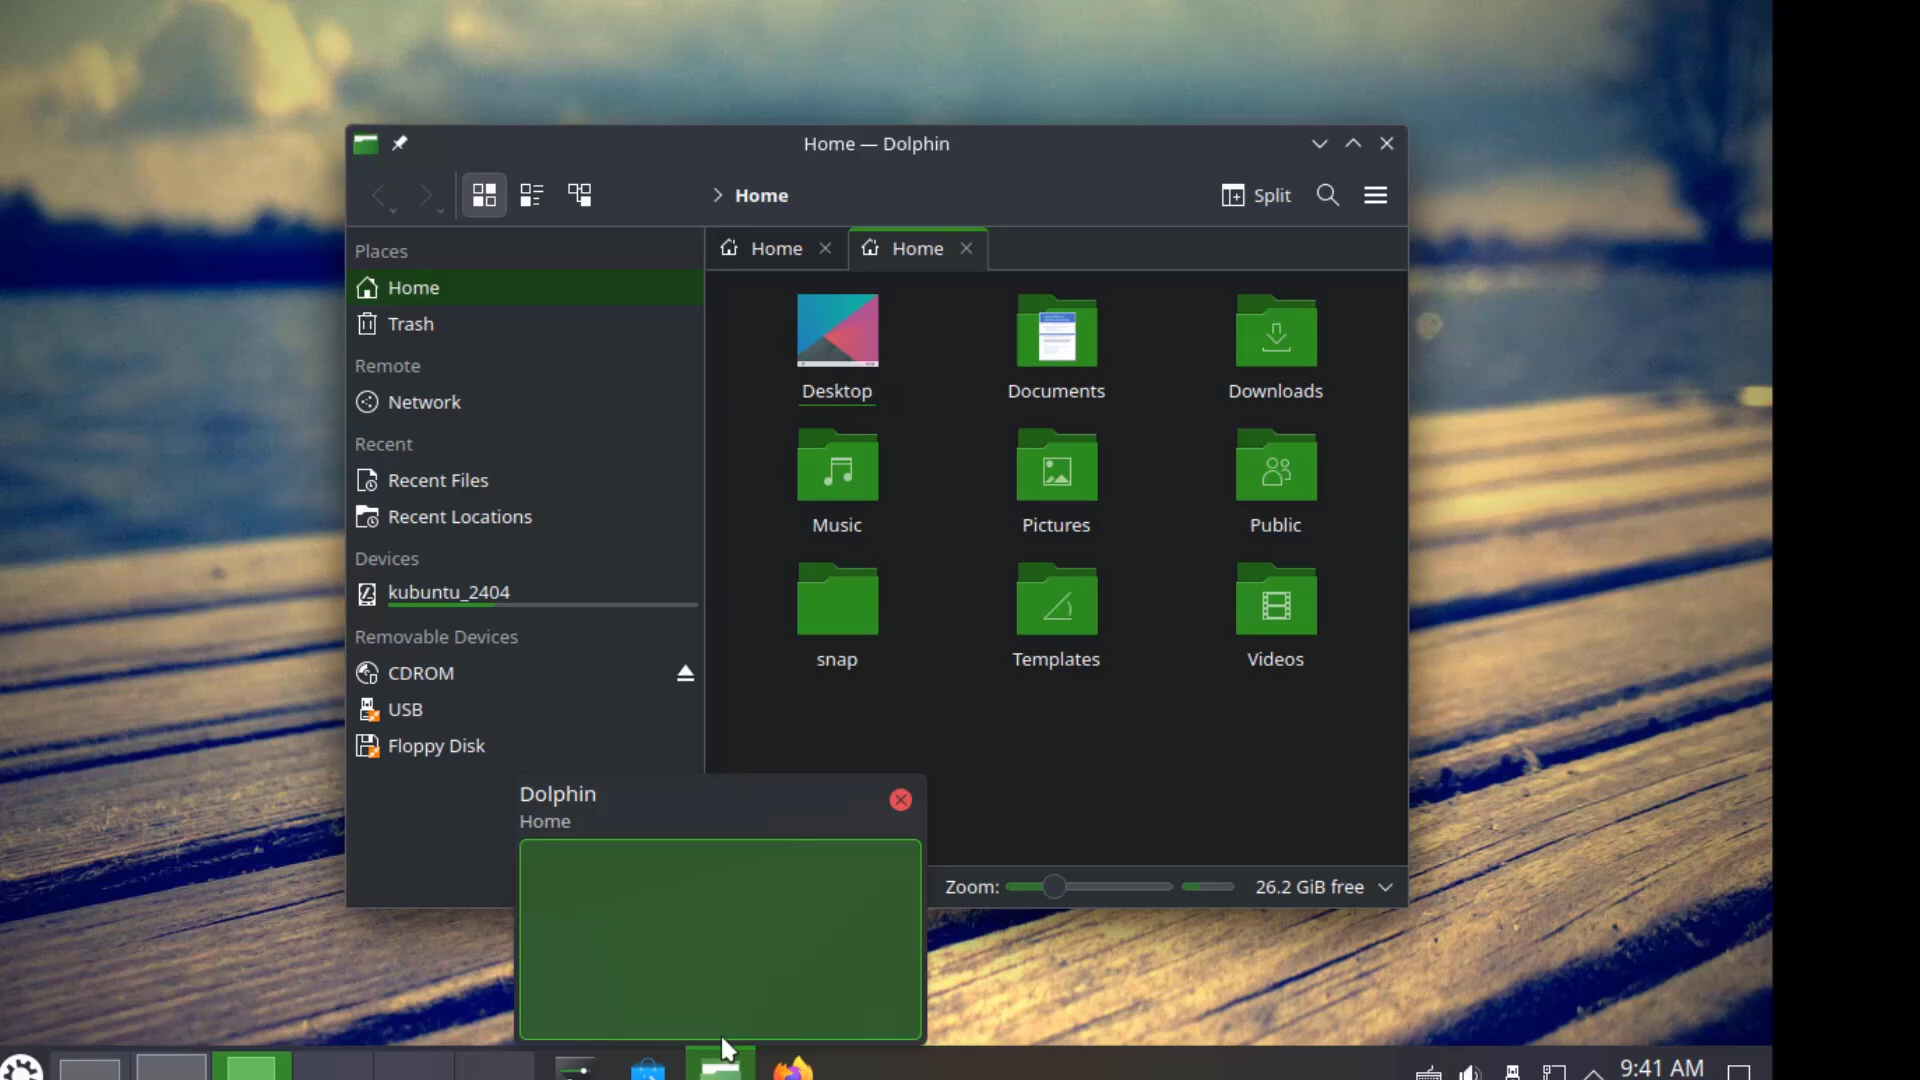 Home — Dolphin
Home
Split
Places
Home
Trash
Remote
Network
Recent
Recent Files
Recent Locations
Devices
kubuntu_2404
Removable Devices
CDROM
USB
Floppy Disk
Home
Home
Desktop
Documents
Downloads
Music
Pictures
Public
snap
Templates
Videos
Zoom:
26.2 GiB free
Dolphin
Home
9:41 AM